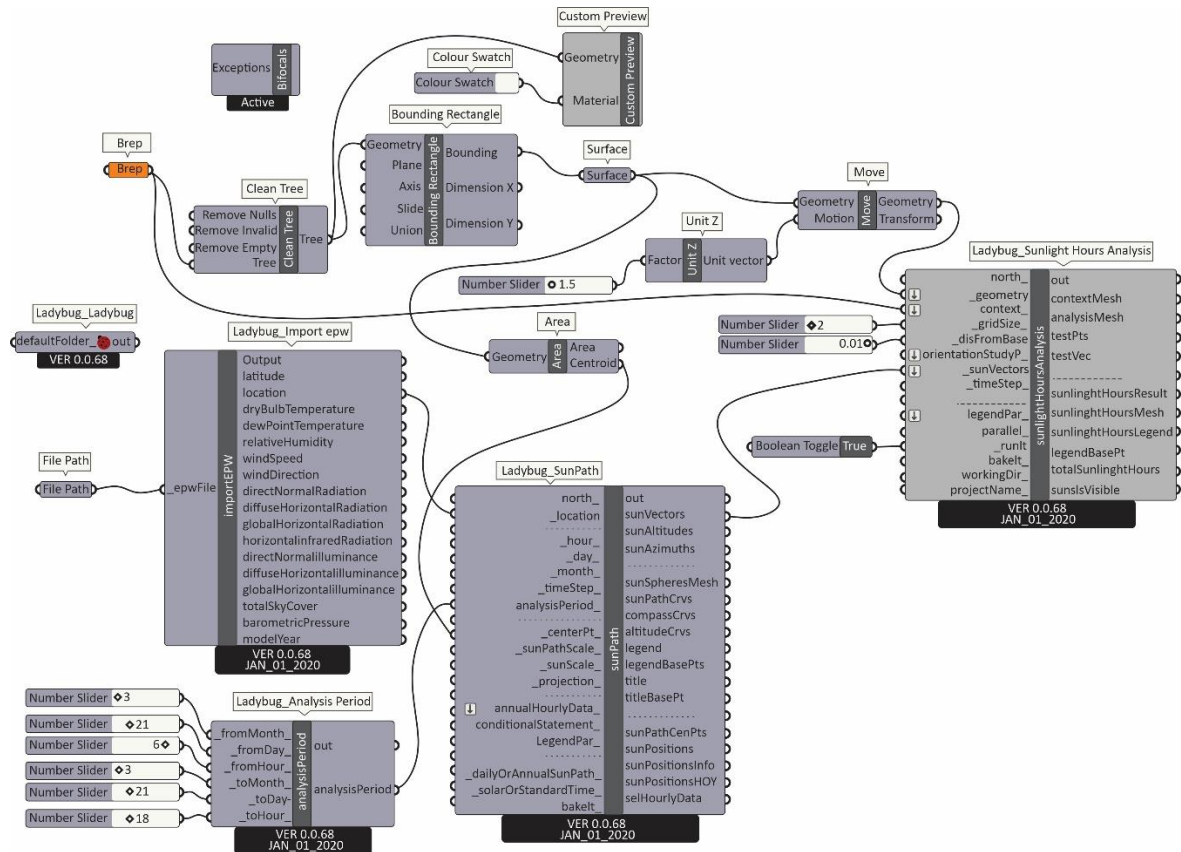 Custom Preview
Geometry
Material
Custom Preview
Exceptions
Bifocals
Active
Colour Swatch
Colour Swatch
Bounding Rectangle
Geometry
Plane
Axis
Slide
Union
Bounding Rectangle
Bounding
Dimension X
Dimension Y
Brep
Brep
Clean Tree
Remove Nulls
Remove Invalid
Remove Empty
Tree
Clean Tree
Tree
Surface
Surface
Move
Geometry
Motion
Move
Geometry
Transform
Unit Z
Factor
Unit Z
Unit vector
Number Slider 1.5
Ladybug_Sunlight Hours Analysis
north_
_geometry
context_
_gridSize_
_disFromBase
orientationStudyP_
_sunVectors
_timeStep_
legendPar_
parallel_
_runIt
bakeIt_
workingDir_
projectName_
sunlightHoursAnalysis
out
contextMesh
analysisMesh
testPts
testVec
sunlinghtHoursResult
sunlinghtHoursMesh
sunlinghtHoursLegend
legendBasePt
totalSunlinghtHours
sunsIsVisible
VER 0.0.68
JAN_01_2020
Number Slider 2
Number Slider 0.01
Boolean Toggle True
Ladybug_Ladybug
defaultFolder_ out
VER 0.0.68
Ladybug_Import epw
_epwFile
importEPW
Output
latitude
location
dryBulbTemperature
dewPointTemperature
relativeHumidity
windSpeed
windDirection
directNormalRadiation
diffuseHorizontalRadiation
globalHorizontalRadiation
horizontalinfraredRadiation
directNormalilluminance
diffuseHorizontalilluminance
globalHorizontalilluminance
totalSkyCover
barometricPressure
modelYear
VER 0.0.68
JAN_01_2020
File Path
File Path
Area
Geometry
Area
Area
Centroid
Ladybug_SunPath
north_
_location
_hour_
_day_
_month_
_timeStep_
analysisPeriod_
_centerPt_
_sunPathScale_
_sunScale_
_projection_
annualHourlyData_
conditionalStatement_
LegendPar_
_dailyOrAnnualSunPath_
_solarOrStandardTime_
bakeIt_
sunPath
out
sunVectors
sunAltitudes
sunAzimuths
sunSpheresMesh
sunPathCrvs
compassCrvs
altitudeCrvs
legend
legendBasePts
title
titleBasePt
sunPathCenPts
sunPositions
sunPositionsInfo
sunPositionsHOY
selHourlyData
VER 0.0.68
JAN_01_2020
Number Slider 3
Number Slider 21
Number Slider 6
Number Slider 3
Number Slider 21
Number Slider 18
Ladybug_Analysis Period
_fromMonth_
_fromDay_
_fromHour_
_toMonth_
_toDay-
_toHour_
analysisPeriod
out
analysisPeriod
VER 0.0.68
JAN_01_2020